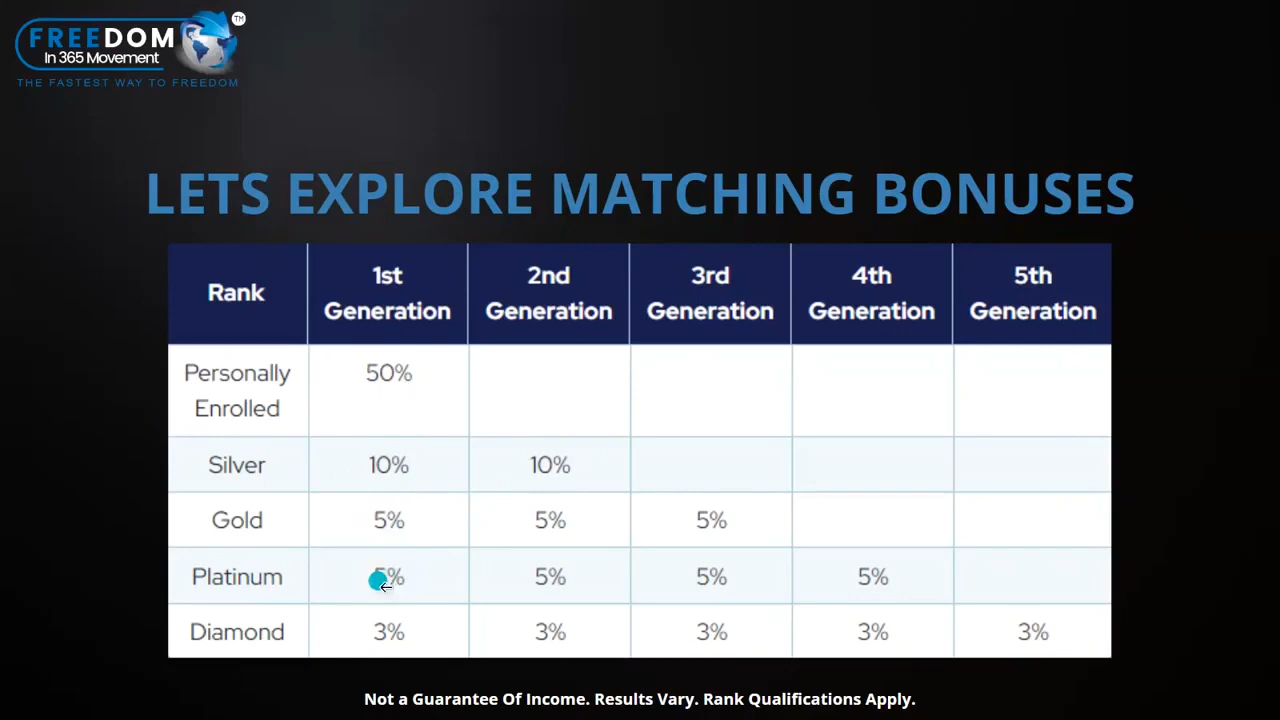 FREEDOM
TM
In 365 Movement
THE FASTEST WAY TO FREEDOM
LETS EXPLORE MATCHING BONUSES
Rank 1st Generation 2nd Generation 3rd Generation 4th Generation 5th Generation
Personally Enrolled 50%
Silver 10% 10%
Gold 5% 5% 5%
Platinum 5% 5% 5% 5%
Diamond 3% 3% 3% 3% 3%
Not a Guarantee Of Income. Results Vary. Rank Qualifications Apply.